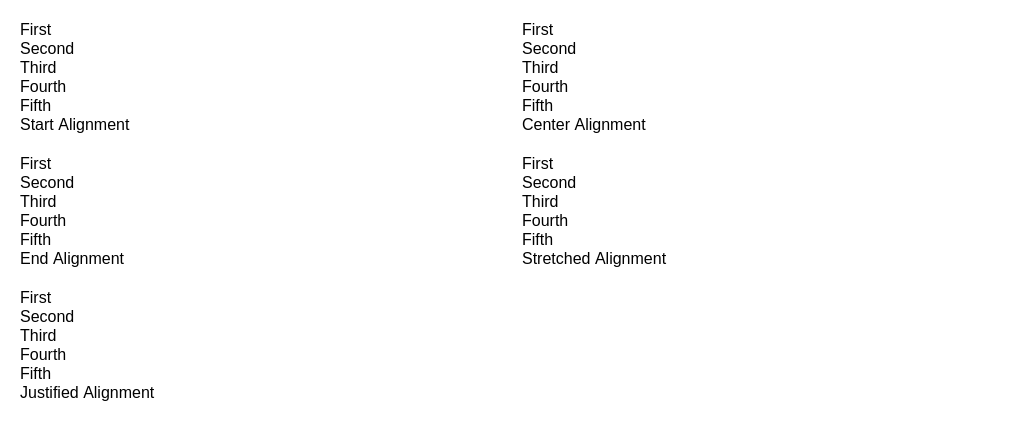 First
Second
Third
Fourth
Fifth
Start Alignment
First
Second
Third
Fourth
Fifth
Center Alignment
First
Second
Third
Fourth
Fifth
End Alignment
First
Second
Third
Fourth
Fifth
Stretched Alignment
First
Second
Third
Fourth
Fifth
Justified Alignment